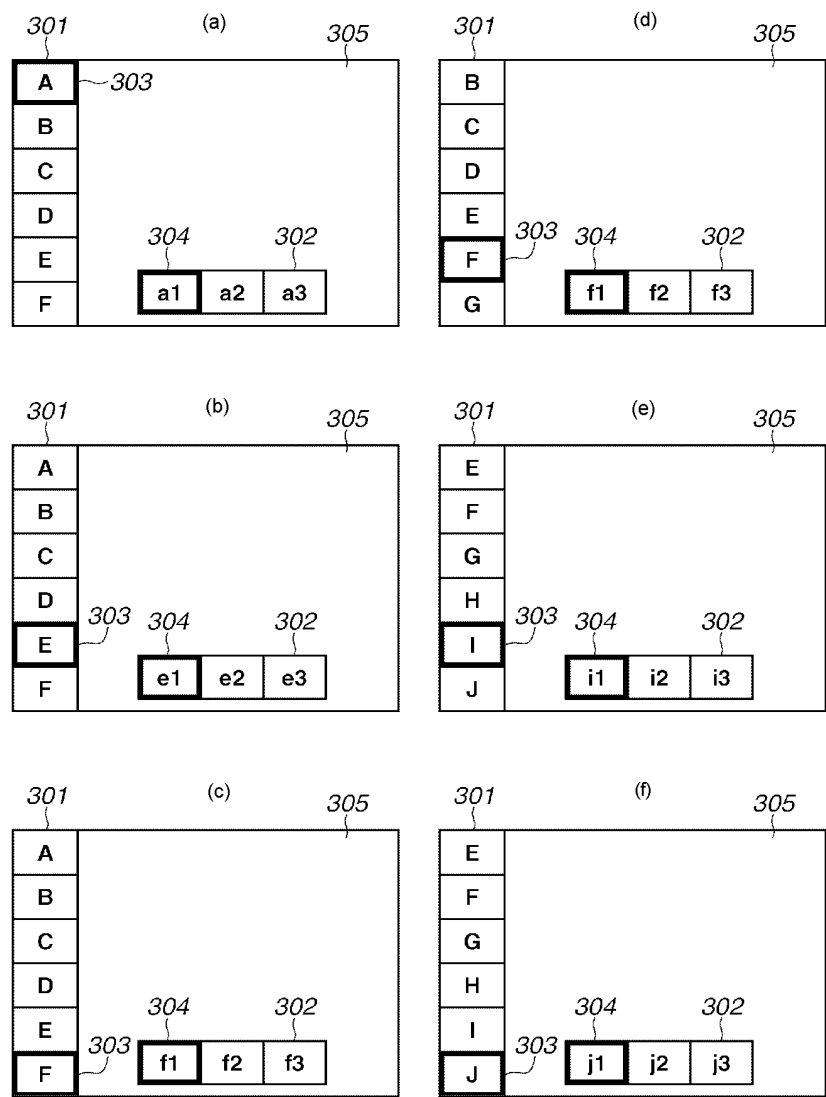 (a)
301
305
A
303
B
C
D
E
F
304
302
a1 a2 a3
(b)
301
305
A
B
C
D
E
303
F
304
302
e1 e2 e3
(c)
301
305
A
B
C
D
E
F
303
304
302
f1 f2 f3
(d)
301
305
B
C
D
E
F
303
G
304
302
f1 f2 f3
(e)
301
305
E
F
G
H
I
303
J
304
302
i1 i2 i3
(f)
301
305
E
F
G
H
I
J
303
304
302
j1 j2 j3